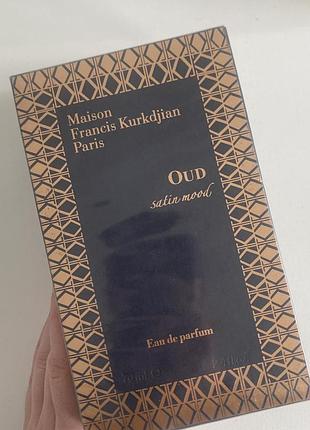 Maison
Francis Kurkdjian
Paris
OUD
satin mood
Eau de parfum